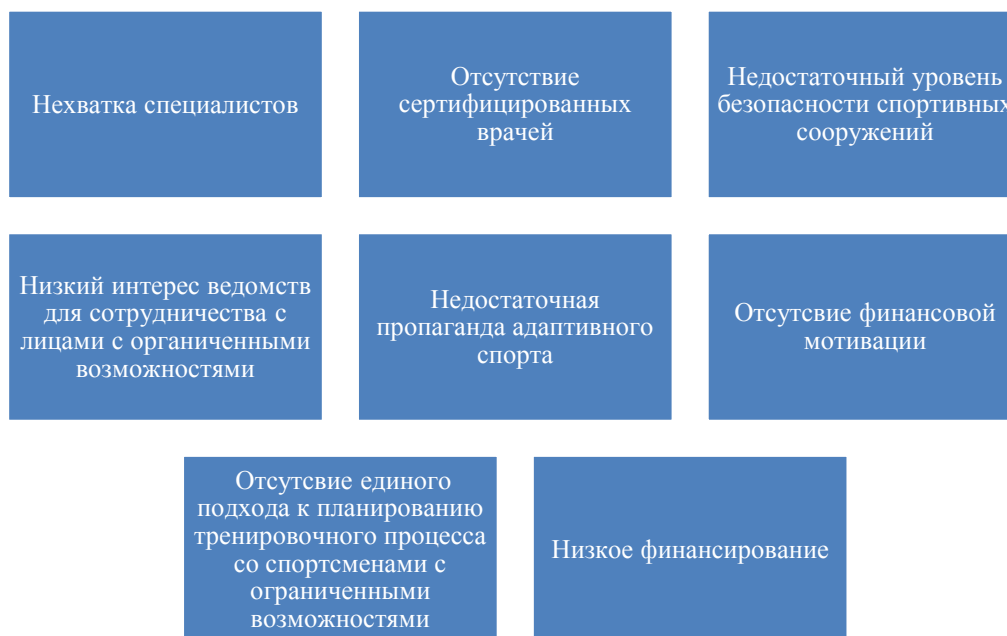 Нехватка специалистов
Отсутствие
сертифицированных
врачей
Недостаточный уровень
безопасности спортивных
сооружений
Низкий интерес ведомств
для сотрудничества с
лицами с органиченными
возможностями
Недостаточная
пропаганда адаптивного
спорта
Отсутсвие финансовой
мотивации
Отсутсвие единого
подхода к планированию
тренировочного процесса
со спортсменами с
ограниченными
возможностями
Низкое финансирование